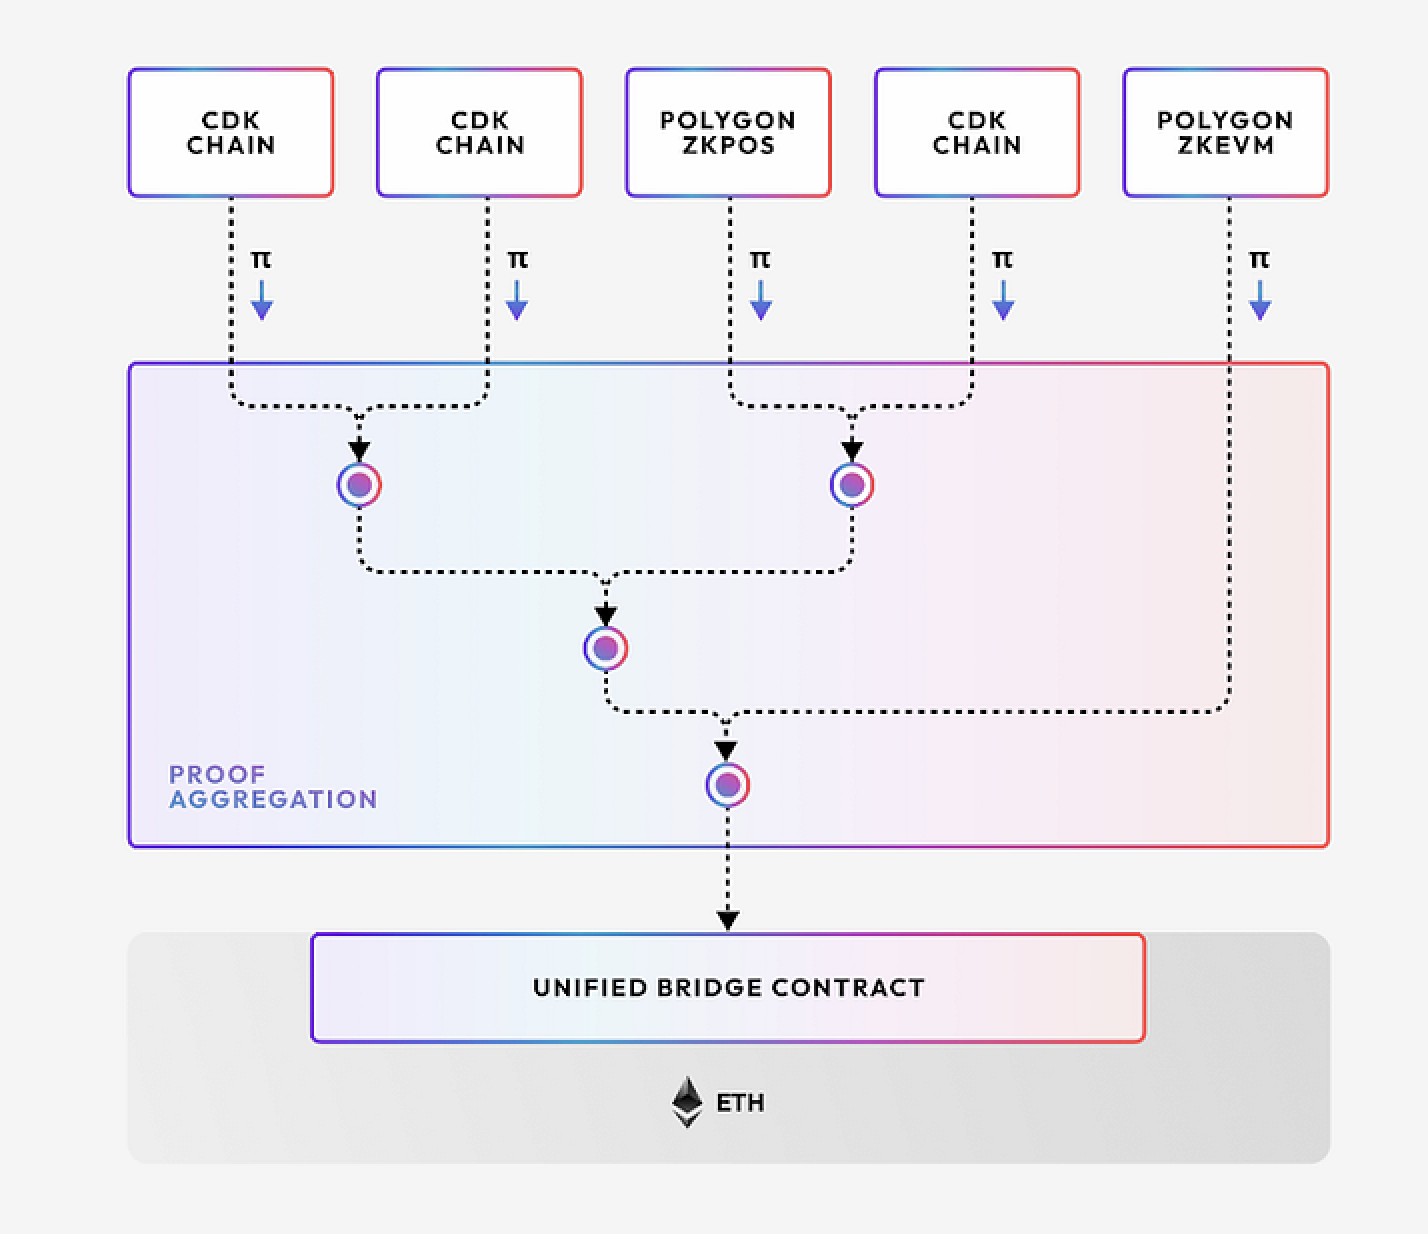 CDK
CHAIN
CDK
CHAIN
POLYGON
ZKPOS
CDK
CHAIN
POLYGON
ZKEVM
π
π
π
π
π
PROOF
AGGREGATION
UNIFIED BRIDGE CONTRACT
ETH